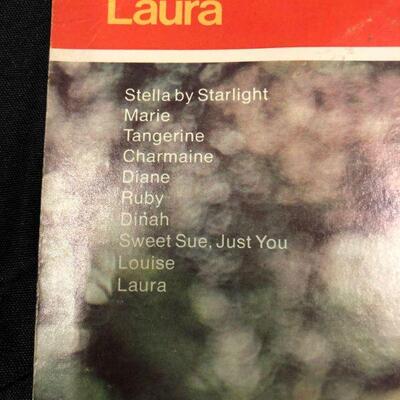 Laura
Stella by Starlight
Marie
Tangerine
Charmaine
Diane
Ruby
Dinah
Sweet Sue, Just You
Louise
Laura